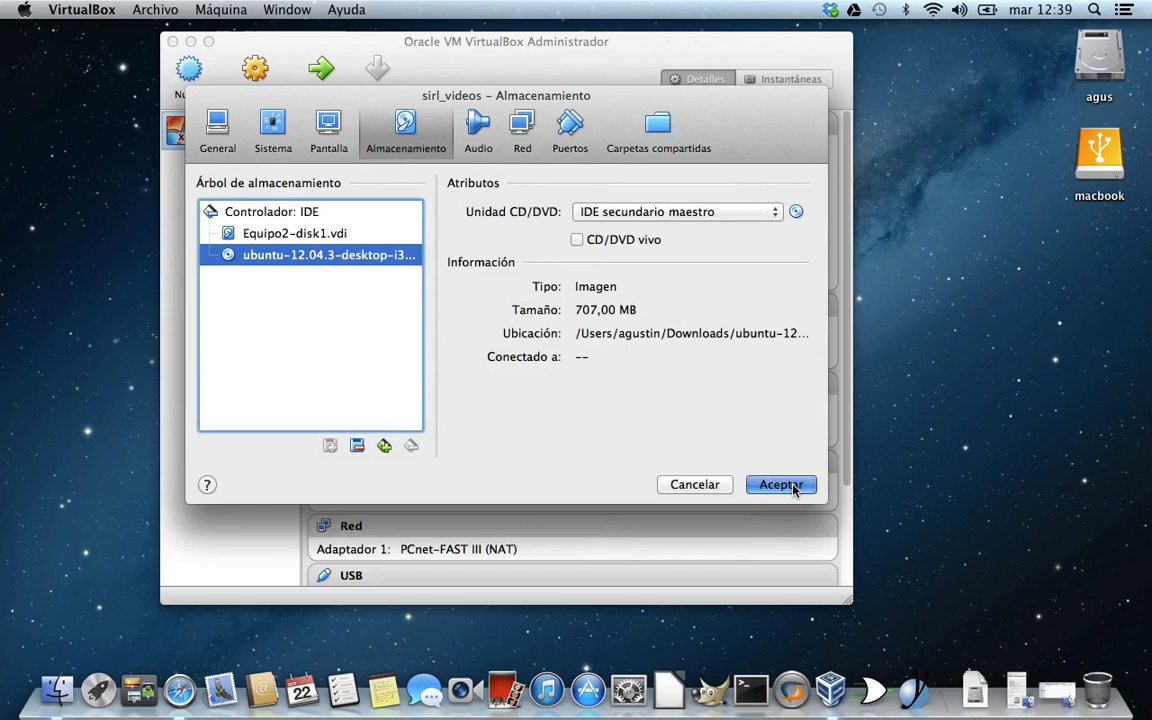 VirtualBox Archivo Máquina Window Ayuda mar 12:39
Oracle VM VirtualBox Administrador
Detalles Instantáneas
agus
sirl_videos – Almacenamiento
General Sistema Pantalla Almacenamiento Audio Red Puertos Carpetas compartidas
macbook
Árbol de almacenamiento Atributos
Controlador: IDE Unidad CD/DVD: IDE secundario maestro
Equipo2-disk1.vdi CD/DVD vivo
ubuntu-12.04.3-desktop-i3... Información
Tipo: Imagen
Tamaño: 707,00 MB
Ubicación: /Users/agustin/Downloads/ubuntu-12...
Conectado a: --
? Cancelar Aceptar
Red
Adaptador 1: PCnet-FAST III (NAT)
USB
OCT
22